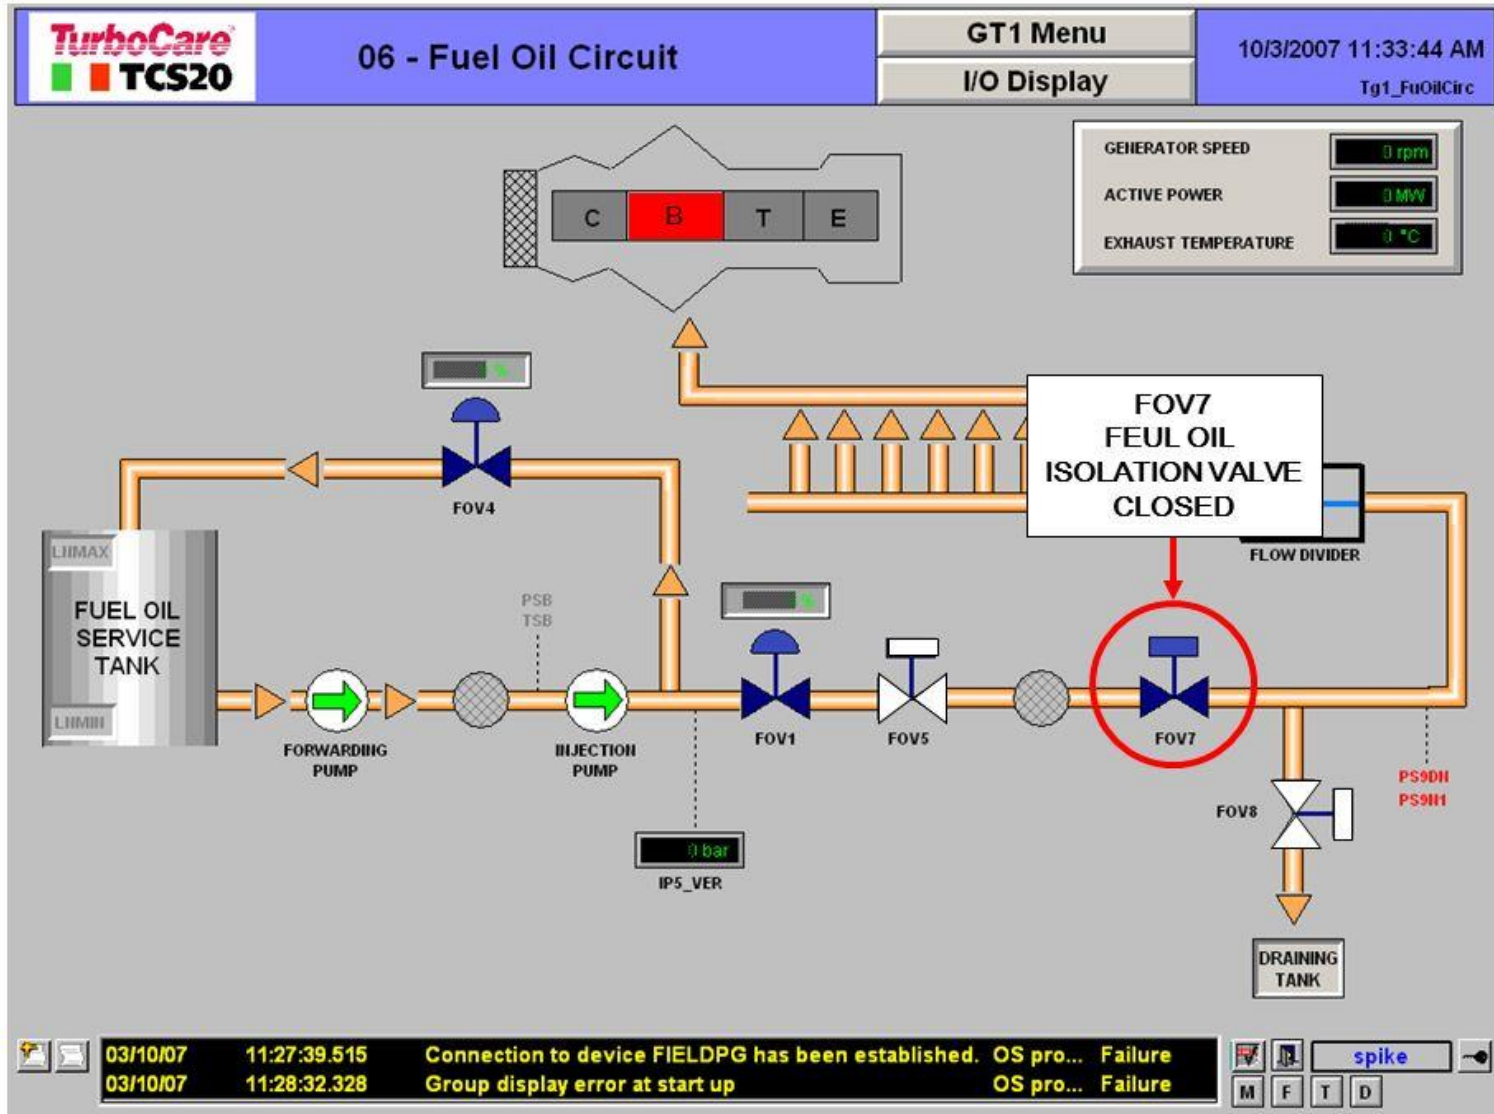 TurboCare
TCS20
06 - Fuel Oil Circuit
GT1 Menu
I/O Display
10/3/2007 11:33:44 AM
Tg1_FuOilCirc
GENERATOR SPEED
0 rpm
ACTIVE POWER
0 MW
EXHAUST TEMPERATURE
0 °C
C
B
T
E
%
FOV4
FOV7
FEUL OIL
ISOLATION VALVE
CLOSED
FLOW DIVIDER
LIIMAX
FUEL OIL
SERVICE
TANK
LIIMIN
PSB
TSB
%
FORWARDING
PUMP
INJECTION
PUMP
FOV1
FOV5
FOV7
PS9DN
PS9N1
FOV8
0 bar
IP5_VER
DRAINING
TANK
03/10/07 11:27:39.515 Connection to device FIELDPG has been established. OS pro... Failure
03/10/07 11:28:32.328 Group display error at start up OS pro... Failure
spike
M F T D